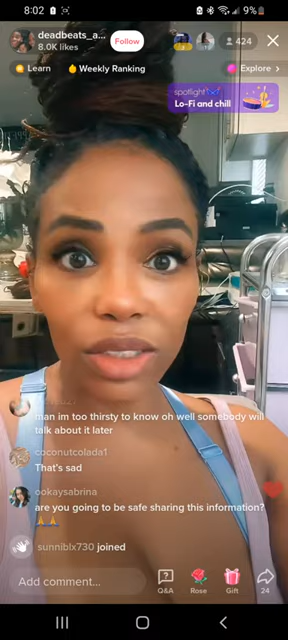 8:02
9%
deadbeats_a...
8.0K likes
Follow
424
Learn
Weekly Ranking
Explore >
spotlight
Lo-Fi and chill
man im too thirsty to know oh well somebody will
talk about it later
coconutcolada1
That's sad
ookaysabrina
are you going to be safe sharing this information?
🙏🙏
sunniblx730 joined
Add comment...
Q&A
Rose
Gift
24